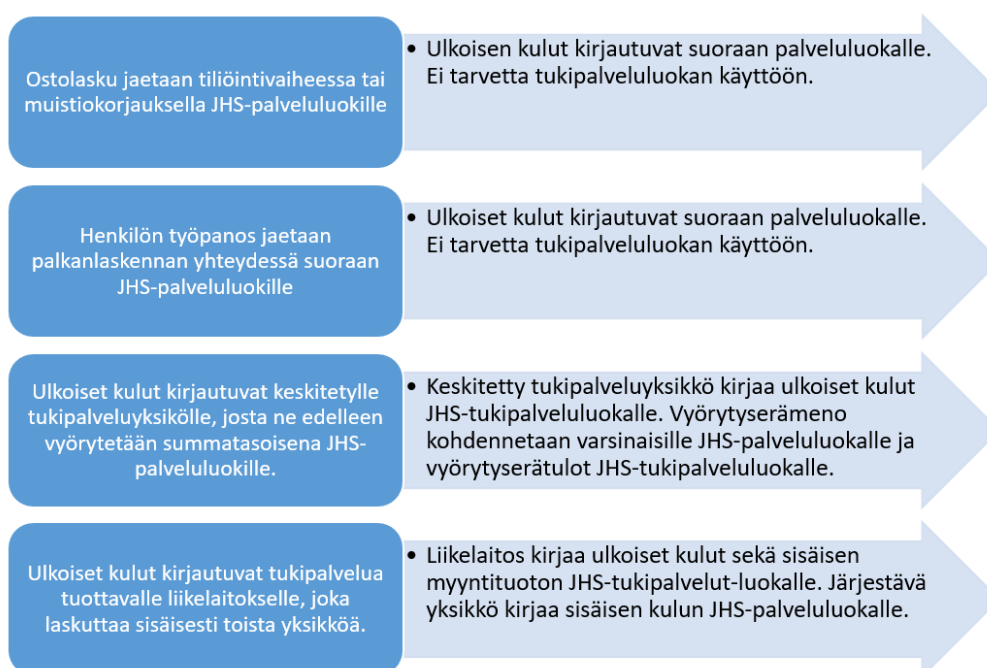 Ostolasku jaetaan tiliöintivaiheessa tai
muistiokorjauksella JHS-palveluluokille
• Ulkoisen kulut kirjautuvat suoraan palveluluokalle.
Ei tarvetta tukipalveluluokan käyttöön.
Henkilön työpanos jaetaan
palkanlaskennan yhteydessä suoraan
JHS-palveluluokille
• Ulkoiset kulut kirjautuvat suoraan palveluluokalle.
Ei tarvetta tukipalveluluokan käyttöön.
Ulkoiset kulut kirjautuvat keskitetylle
tukipalveluyksikölle, josta ne edelleen
vyörytetään summatasoisena JHS-
palveluluokille.
• Keskitetty tukipalveluyksikkö kirjaa ulkoiset kulut
JHS-tukipalveluluokalle. Vyörytyserämeno
kohdennetaan varsinaisille JHS-palveluluokalle ja
vyörytyserätulot JHS-tukipalveluluokalle.
Ulkoiset kulut kirjautuvat tukipalvelua
tuottavalle liikelaitokselle, joka
laskuttaa sisäisesti toista yksikköä.
• Liikelaitos kirjaa ulkoiset kulut sekä sisäisen
myyntituoton JHS-tukipalvelut-luokalle. Järjestävä
yksikkö kirjaa sisäisen kulun JHS-palveluluokalle.